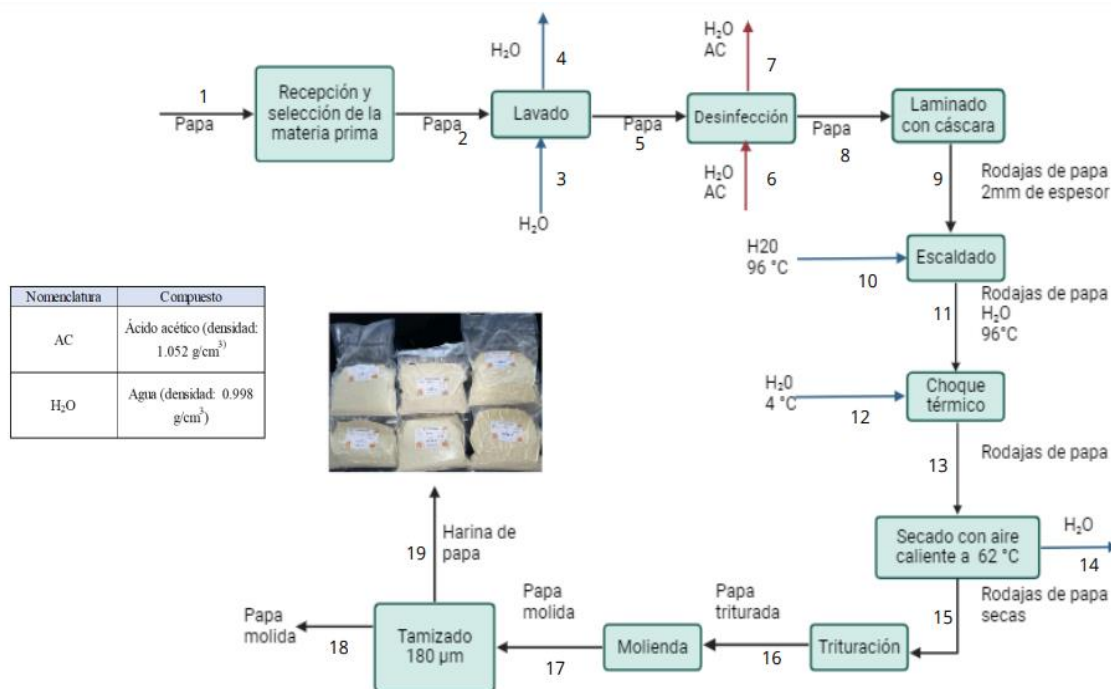 1
Papa
Recepción y
selección de la
materia prima
Papa
2
H₂O
4
Lavado
3
H₂O
Papa
5
H₂O
AC
7
Desinfección
H₂O
AC
6
Papa
8
Laminado
con cáscara
9
Rodajas de papa
2mm de espesor
H20
96 °C
10
Escaldado
11
Rodajas de papa
H₂O
96°C
H₂0
4 °C
12
Choque
térmico
13
Rodajas de papa
Secado con aire
caliente a 62 °C
H₂O
14
15
Rodajas de papa
secas
Trituración
Papa
triturada
16
Molienda
Papa
molida
17
Tamizado
180 µm
Papa
molida
18
19
Harina de
papa
Nomenclatura Compuesto
AC Ácido acético (densidad:
1.052 g/cm³⁾
H₂O Agua (densidad: 0.998
g/cm³)